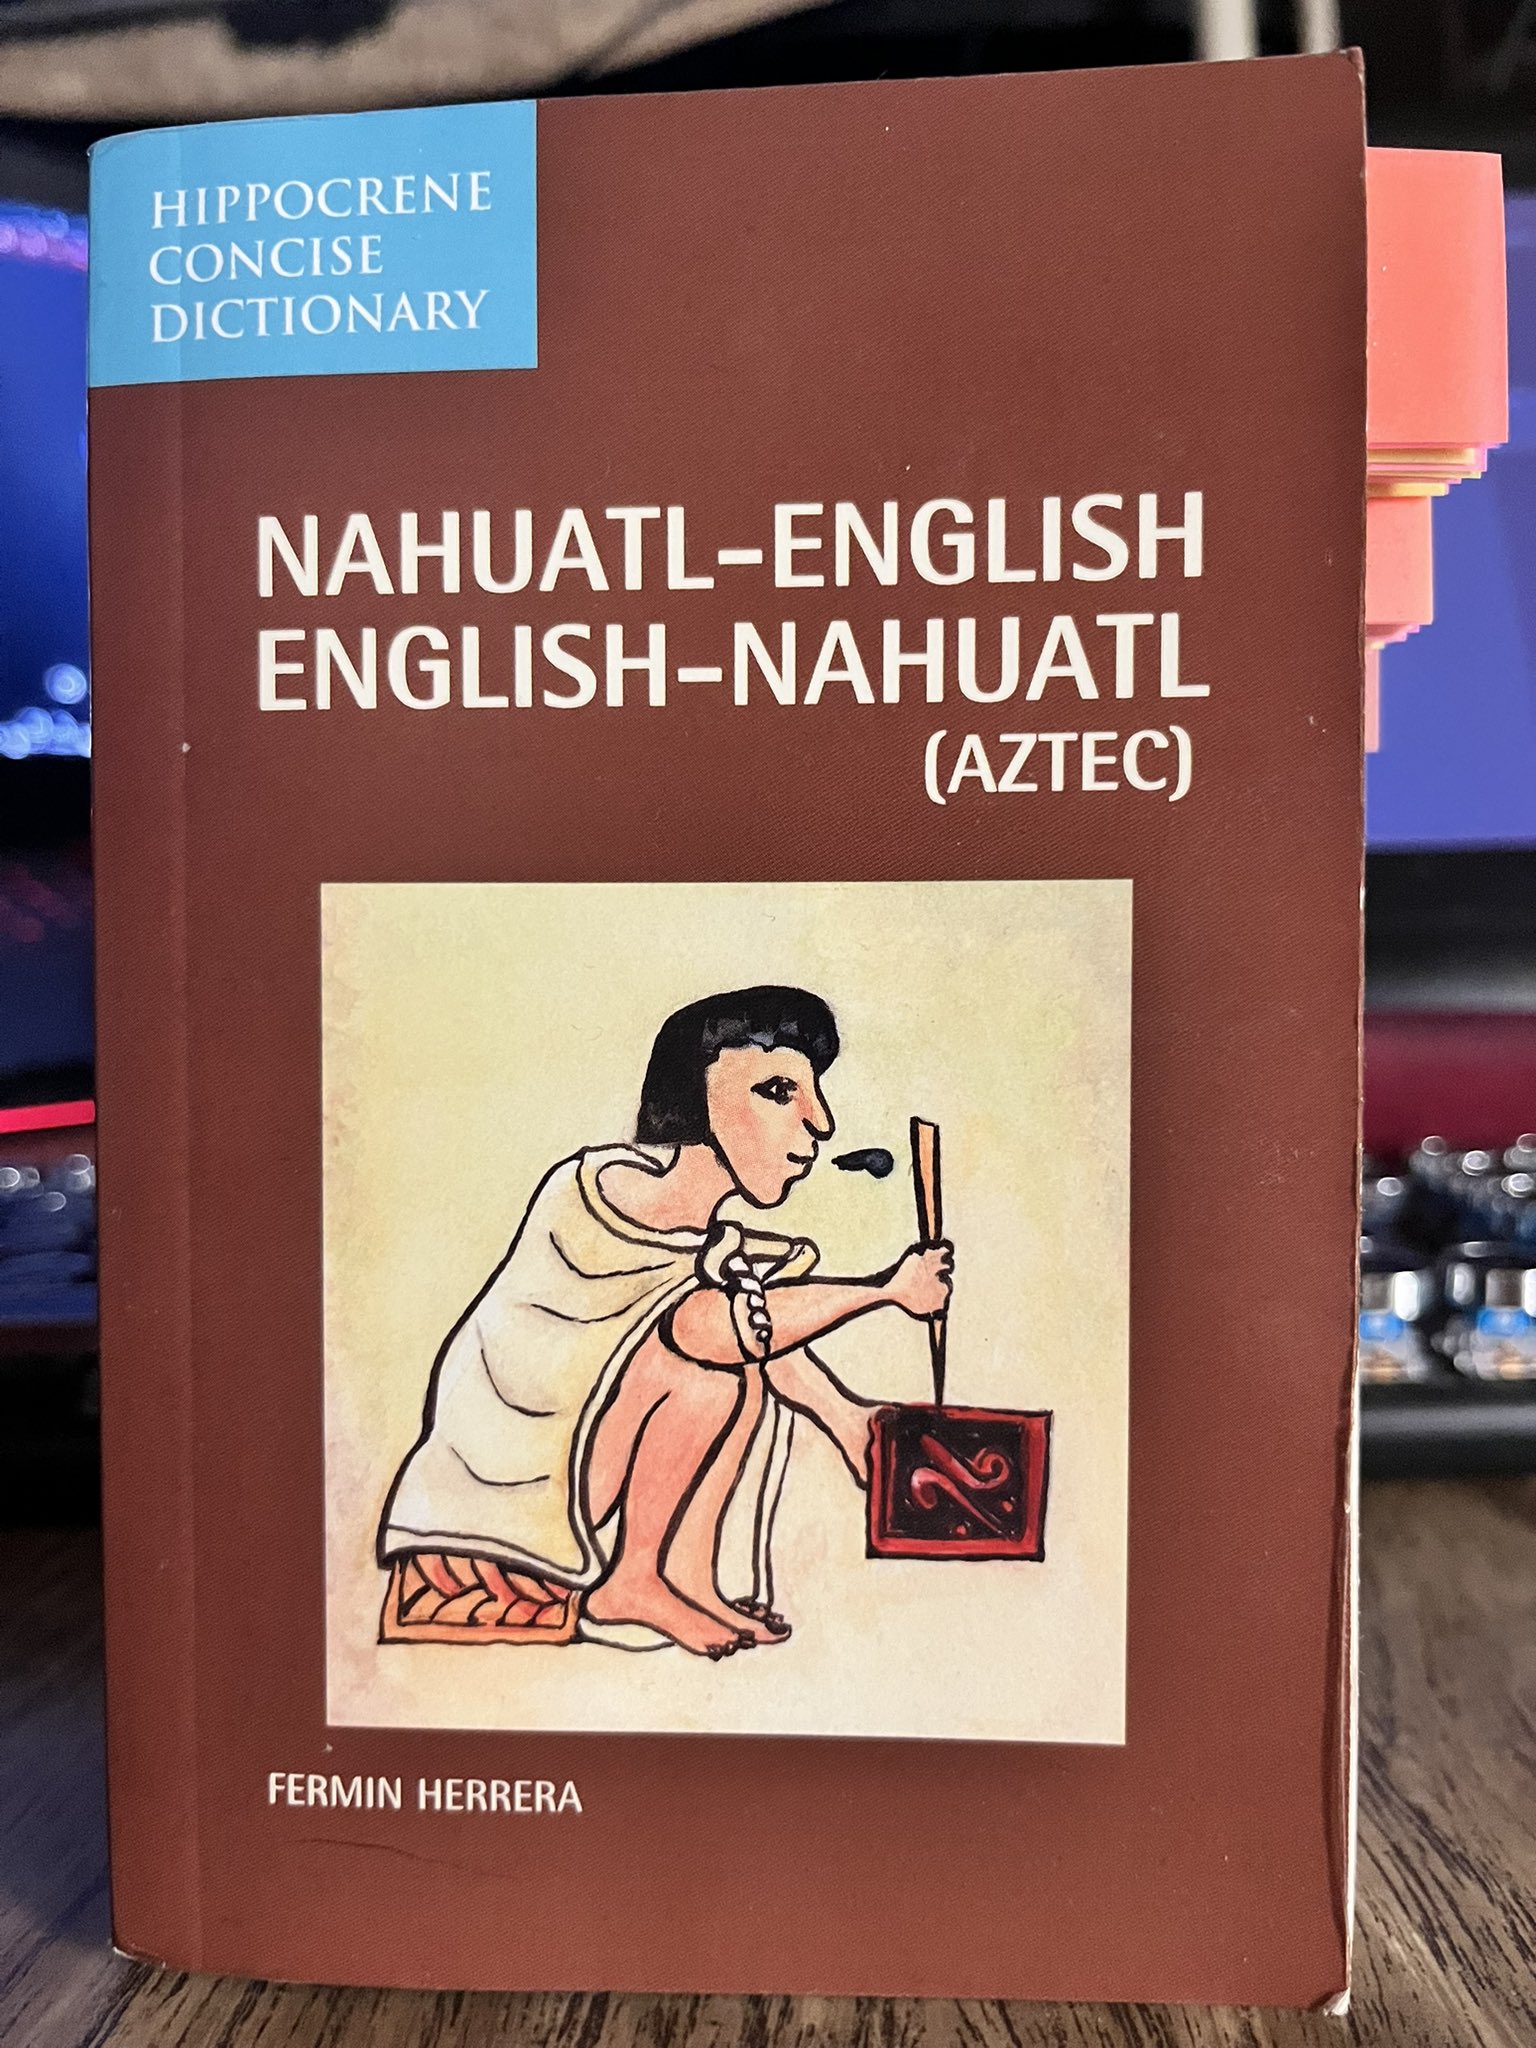 HIPPOCRENE
CONCISE
DICTIONARY
NAHUATL-ENGLISH
ENGLISH-NAHUATL
(AZTEC)
FERMIN HERRERA